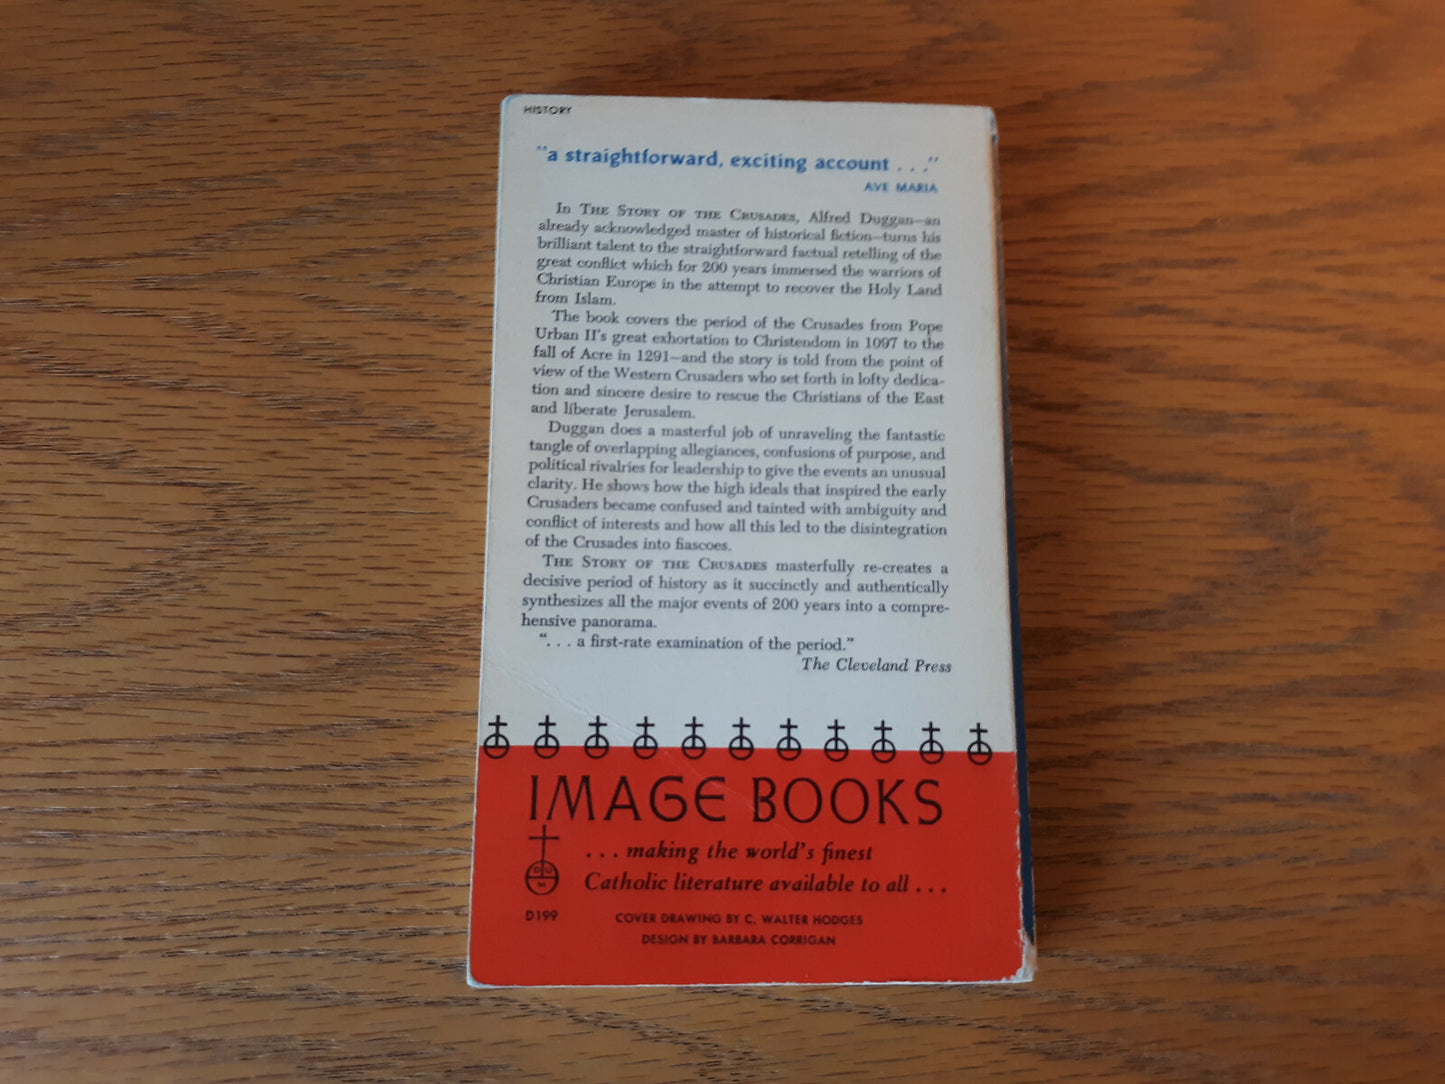 HISTORY
"a straightforward, exciting account . . ."
AVE MARIA
In THE STORY OF THE CRUSADES, Alfred Duggan—an
already acknowledged master of historical fiction—turns his
brilliant talent to the straightforward factual retelling of the
great conflict which for 200 years immersed the warriors of
Christian Europe in the attempt to recover the Holy Land
from Islam.
The book covers the period of the Crusades from Pope
Urban II's great exhortation to Christendom in 1097 to the
fall of Acre in 1291—and the story is told from the point of
view of the Western Crusaders who set forth in lofty dedica-
tion and sincere desire to rescue the Christians of the East
and liberate Jerusalem.
Duggan does a masterful job of unraveling the fantastic
tangle of overlapping allegiances, confusions of purpose, and
political rivalries for leadership to give the events an unusual
clarity. He shows how the high ideals that inspired the early
Crusaders became confused and tainted with ambiguity and
conflict of interests and how all this led to the disintegration
of the Crusades into fiascoes.
THE STORY OF THE CRUSADES masterfully re-creates a
decisive period of history as it succinctly and authentically
synthesizes all the major events of 200 years into a compre-
hensive panorama.
". . . a first-rate examination of the period."
The Cleveland Press
IMAGE BOOKS
. . . making the world's finest
Catholic literature available to all . . .
D U
M
D199
COVER DRAWING BY C. WALTER HODGES
DESIGN BY BARBARA CORRIGAN